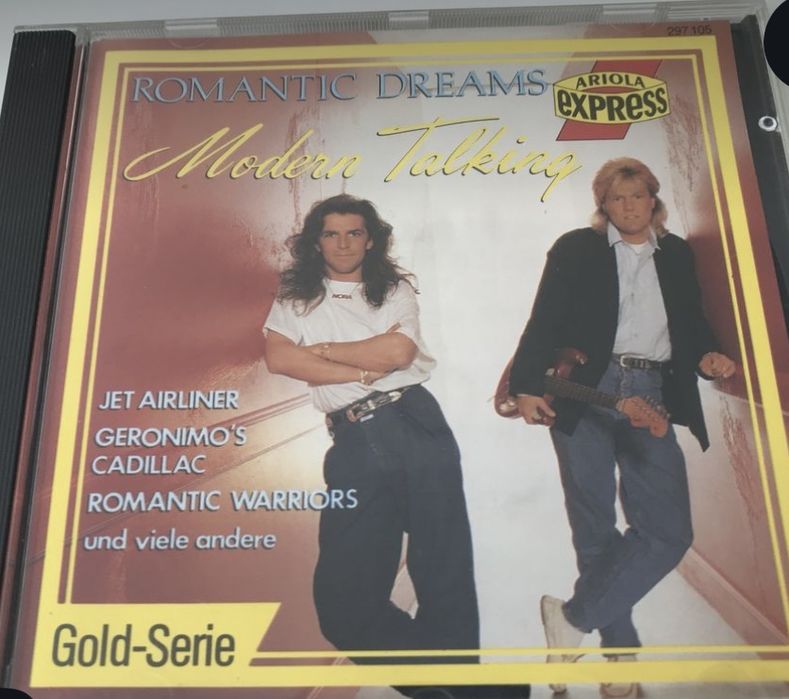 297 105
ROMANTIC DREAMS
ARIOLA
EXPRESS
Modern Talking
NORA
JET AIRLINER
GERONIMO'S
CADILLAC
ROMANTIC WARRIORS
und viele andere
Gold-Serie